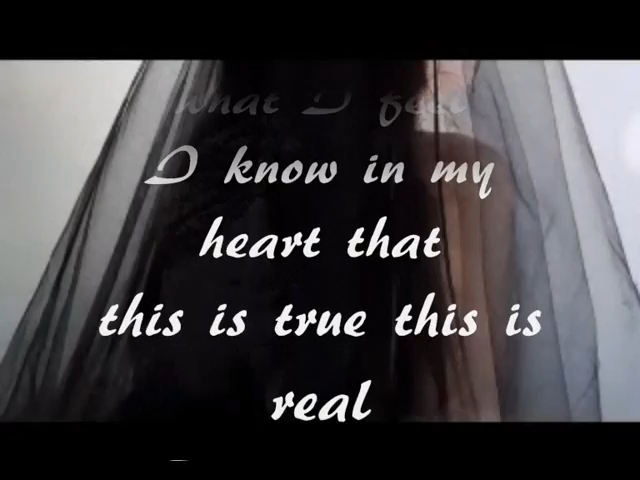 what I feel
I know in my
heart that
this is true this is
real